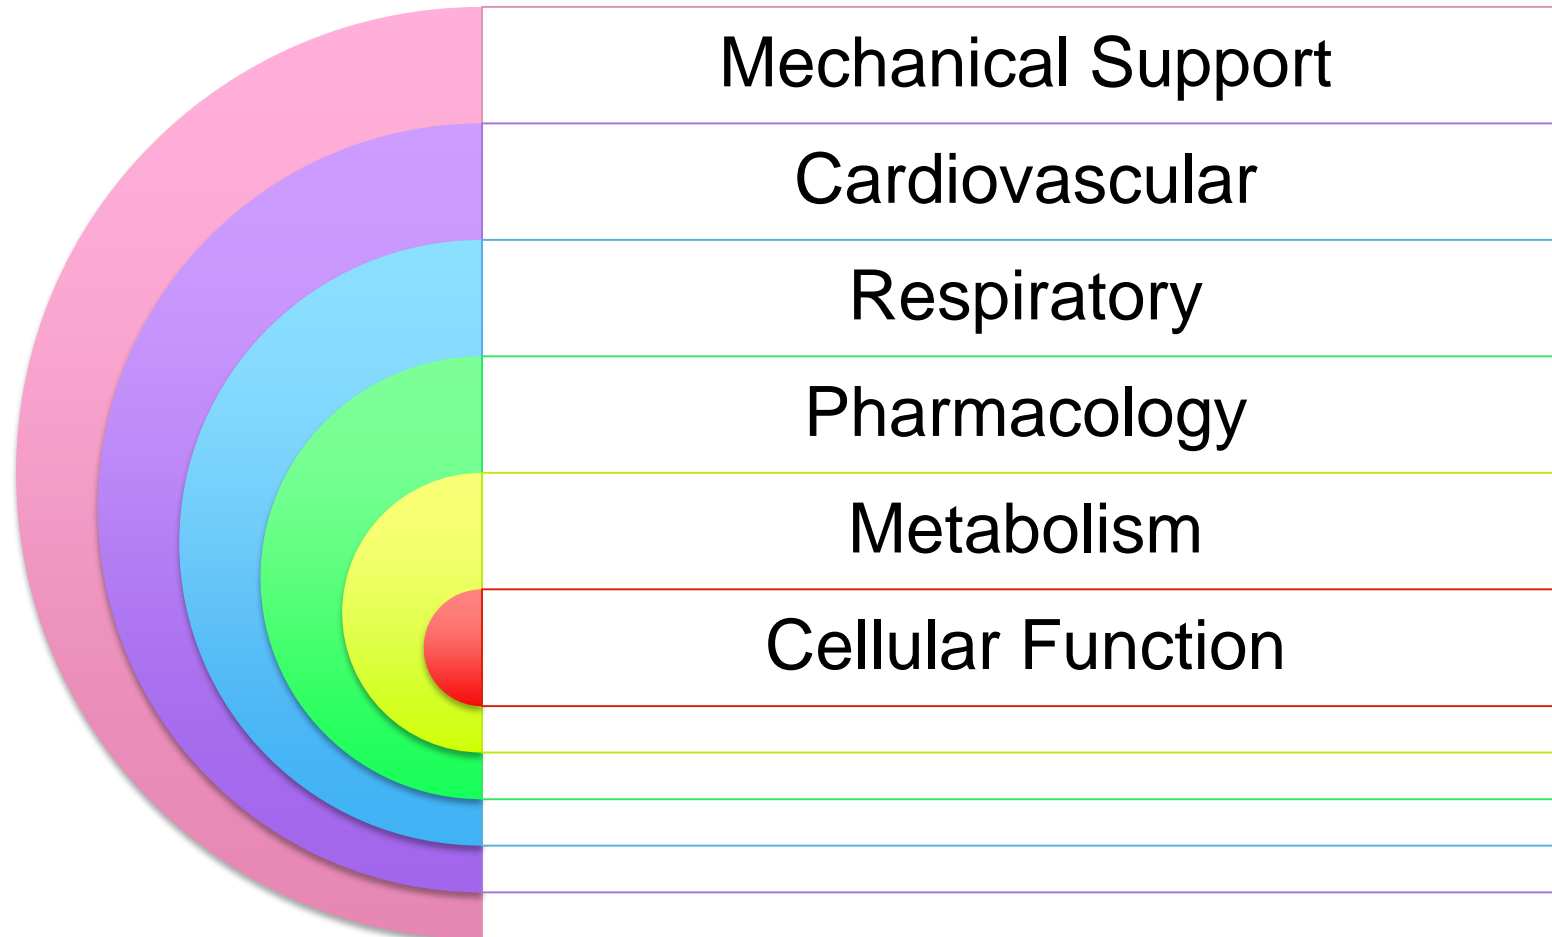 Mechanical Support
Cardiovascular
Respiratory
Pharmacology
Metabolism
Cellular Function